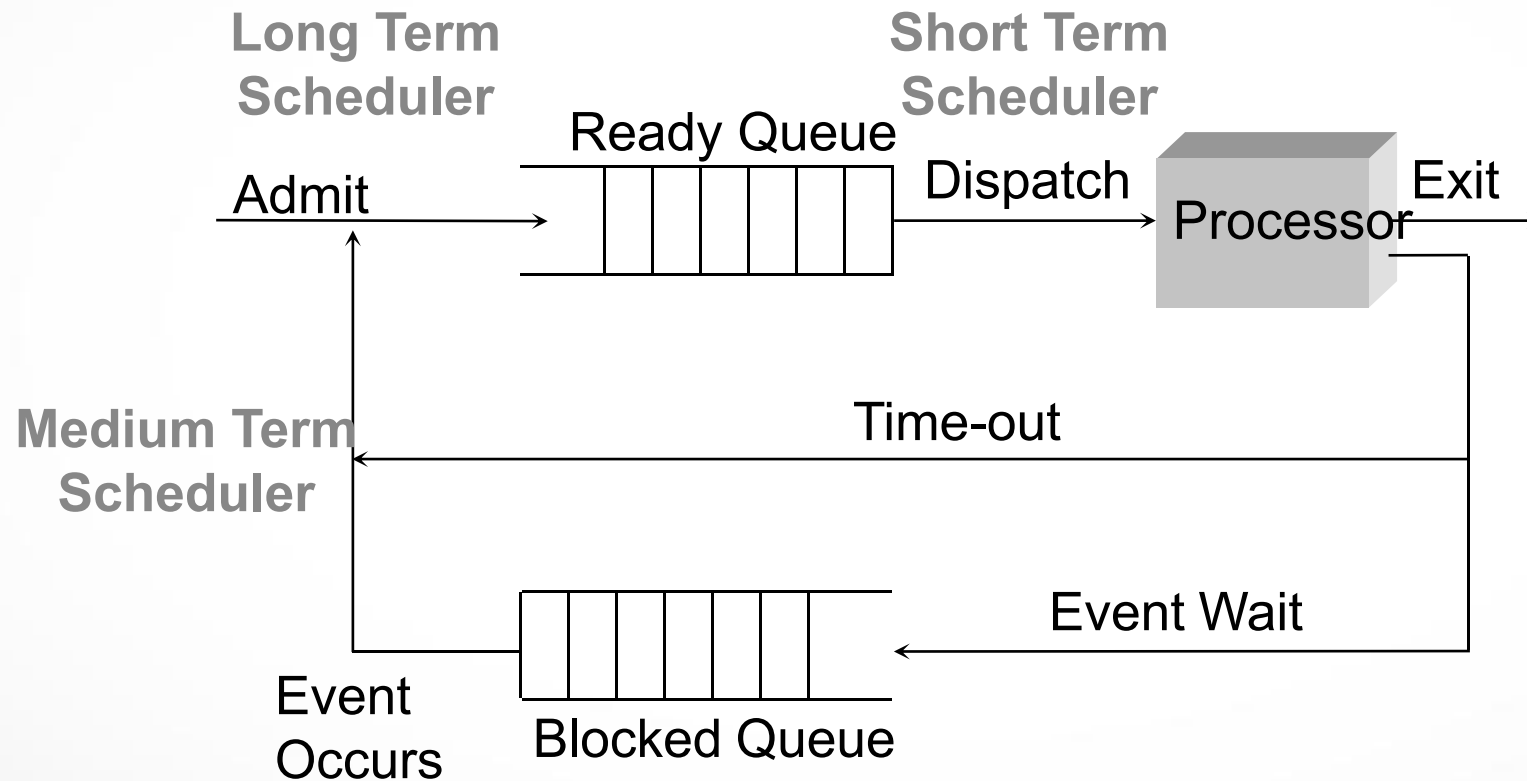 Long Term
Scheduler
Short Term
Scheduler
Ready Queue
Admit
Dispatch
Processor
Exit
Medium Term
Scheduler
Time-out
Event Wait
Event
Occurs
Blocked Queue